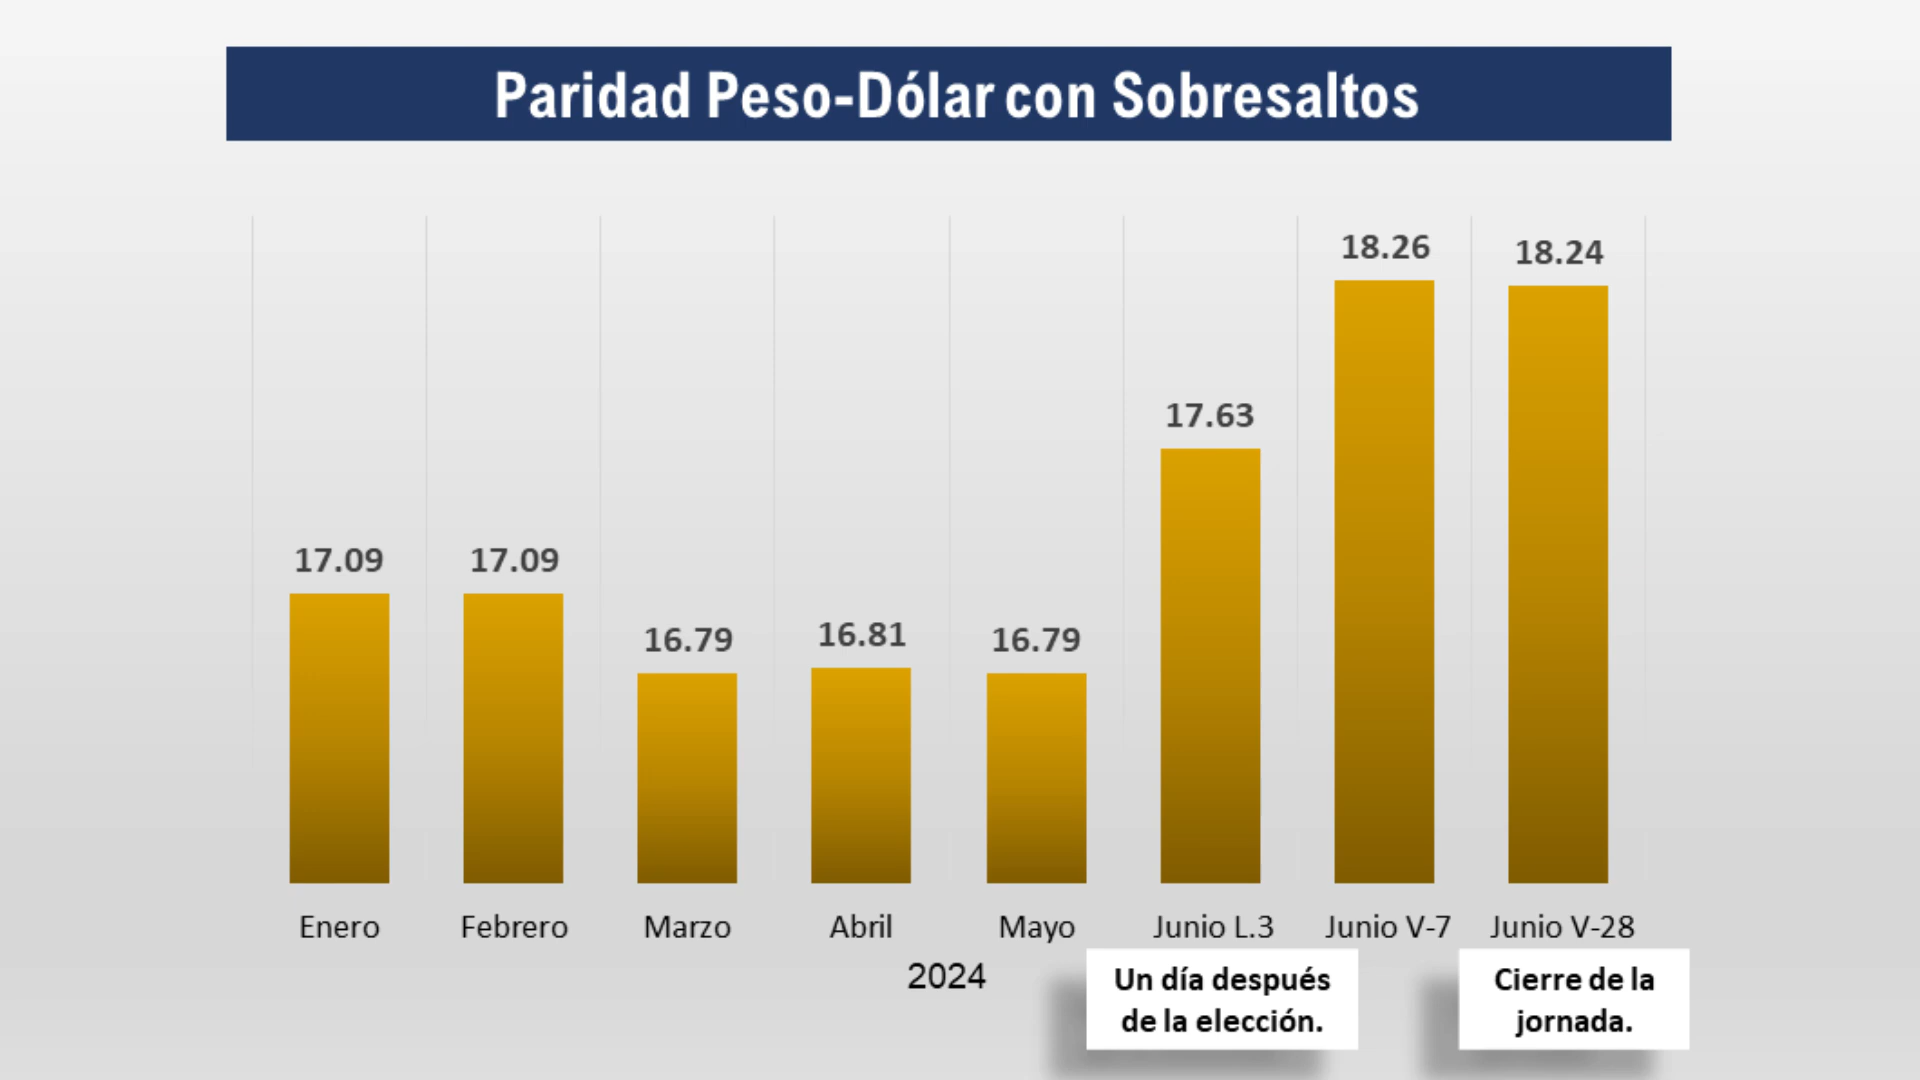 Paridad Peso-Dólar con Sobresaltos
18.26
18.24
17.63
17.09
17.09
16.79
16.81
16.79
Enero
Febrero
Marzo
Abril
Mayo
Junio L.3
Junio V-7
Junio V-28
2024
Un día después
de la elección.
Cierre de la
jornada.